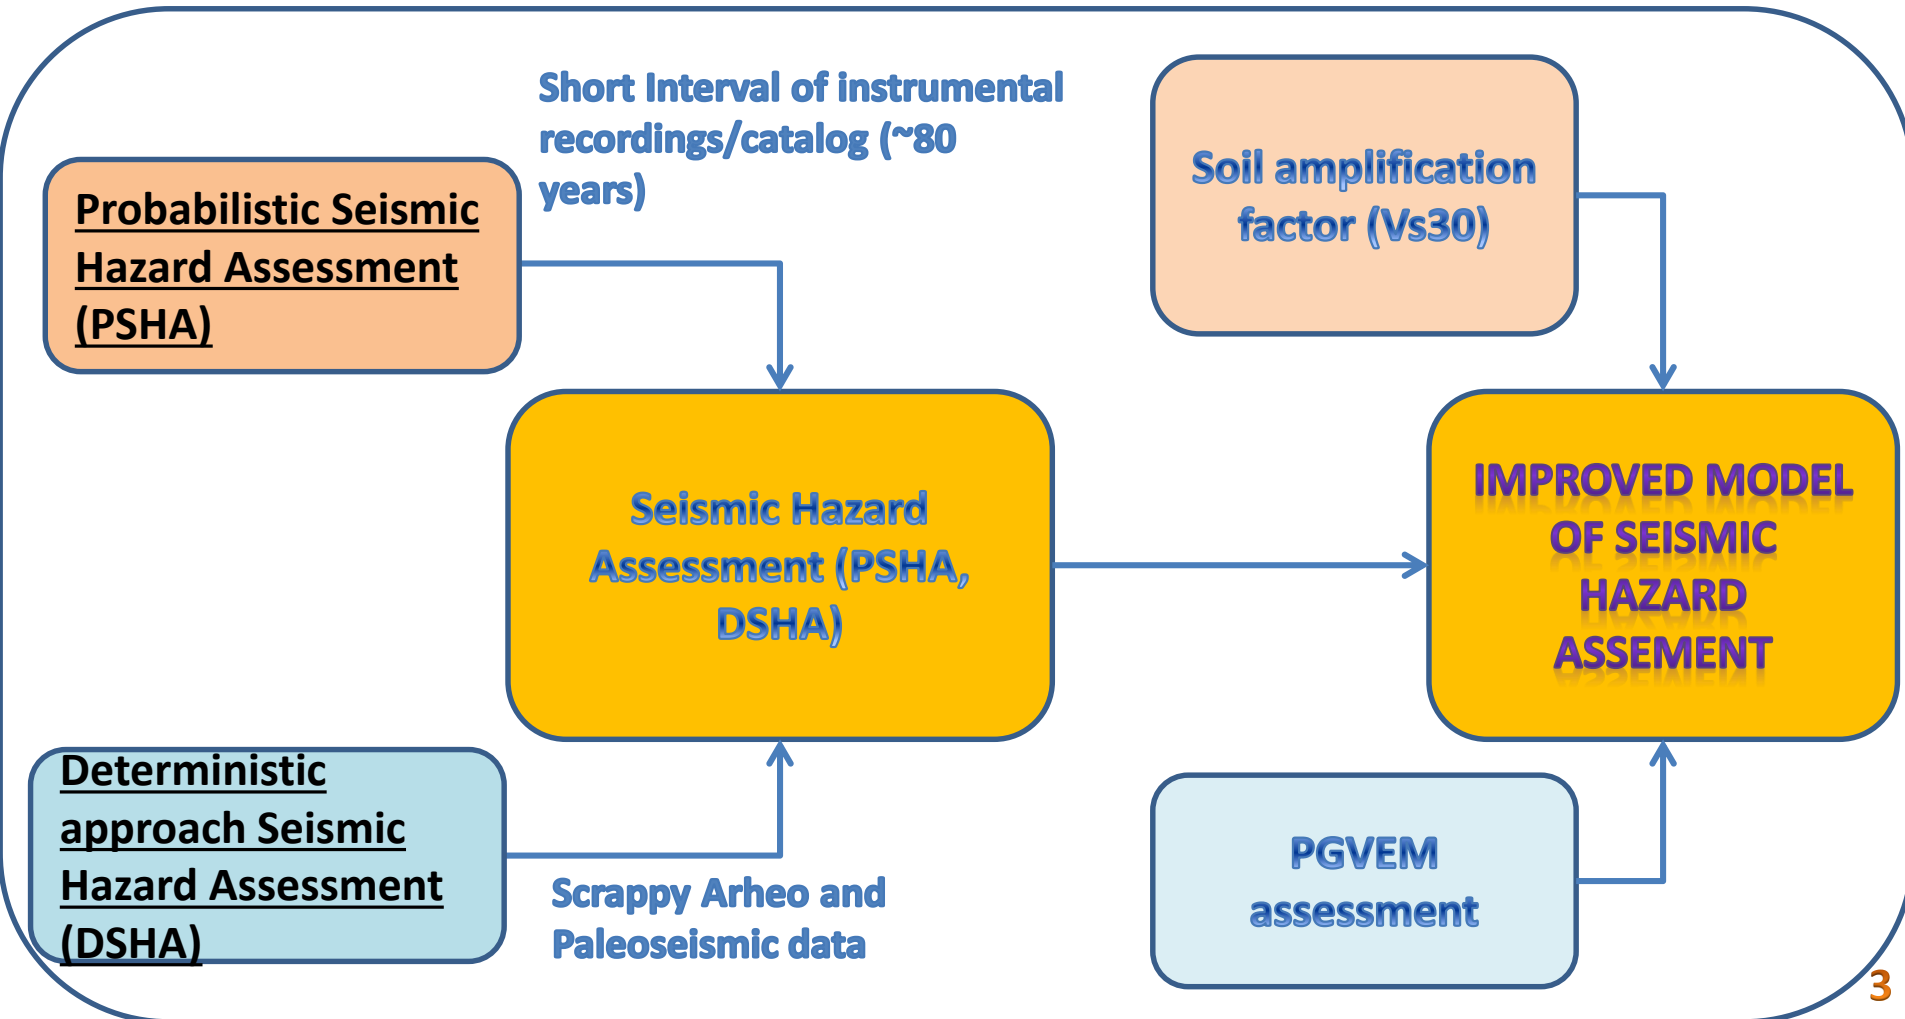 Short Interval of instrumental
recordings/catalog (~80
years)
Probabilistic Seismic
Hazard Assessment
(PSHA)
Soil amplification
factor (Vs30)
Seismic Hazard
Assessment (PSHA,
DSHA)
IMPROVED MODEL
OF SEISMIC
HAZARD
ASSEMENT
Deterministic
approach Seismic
Hazard Assessment
(DSHA)
Scrappy Arheo and
Paleoseismic data
PGVEM
assessment
3